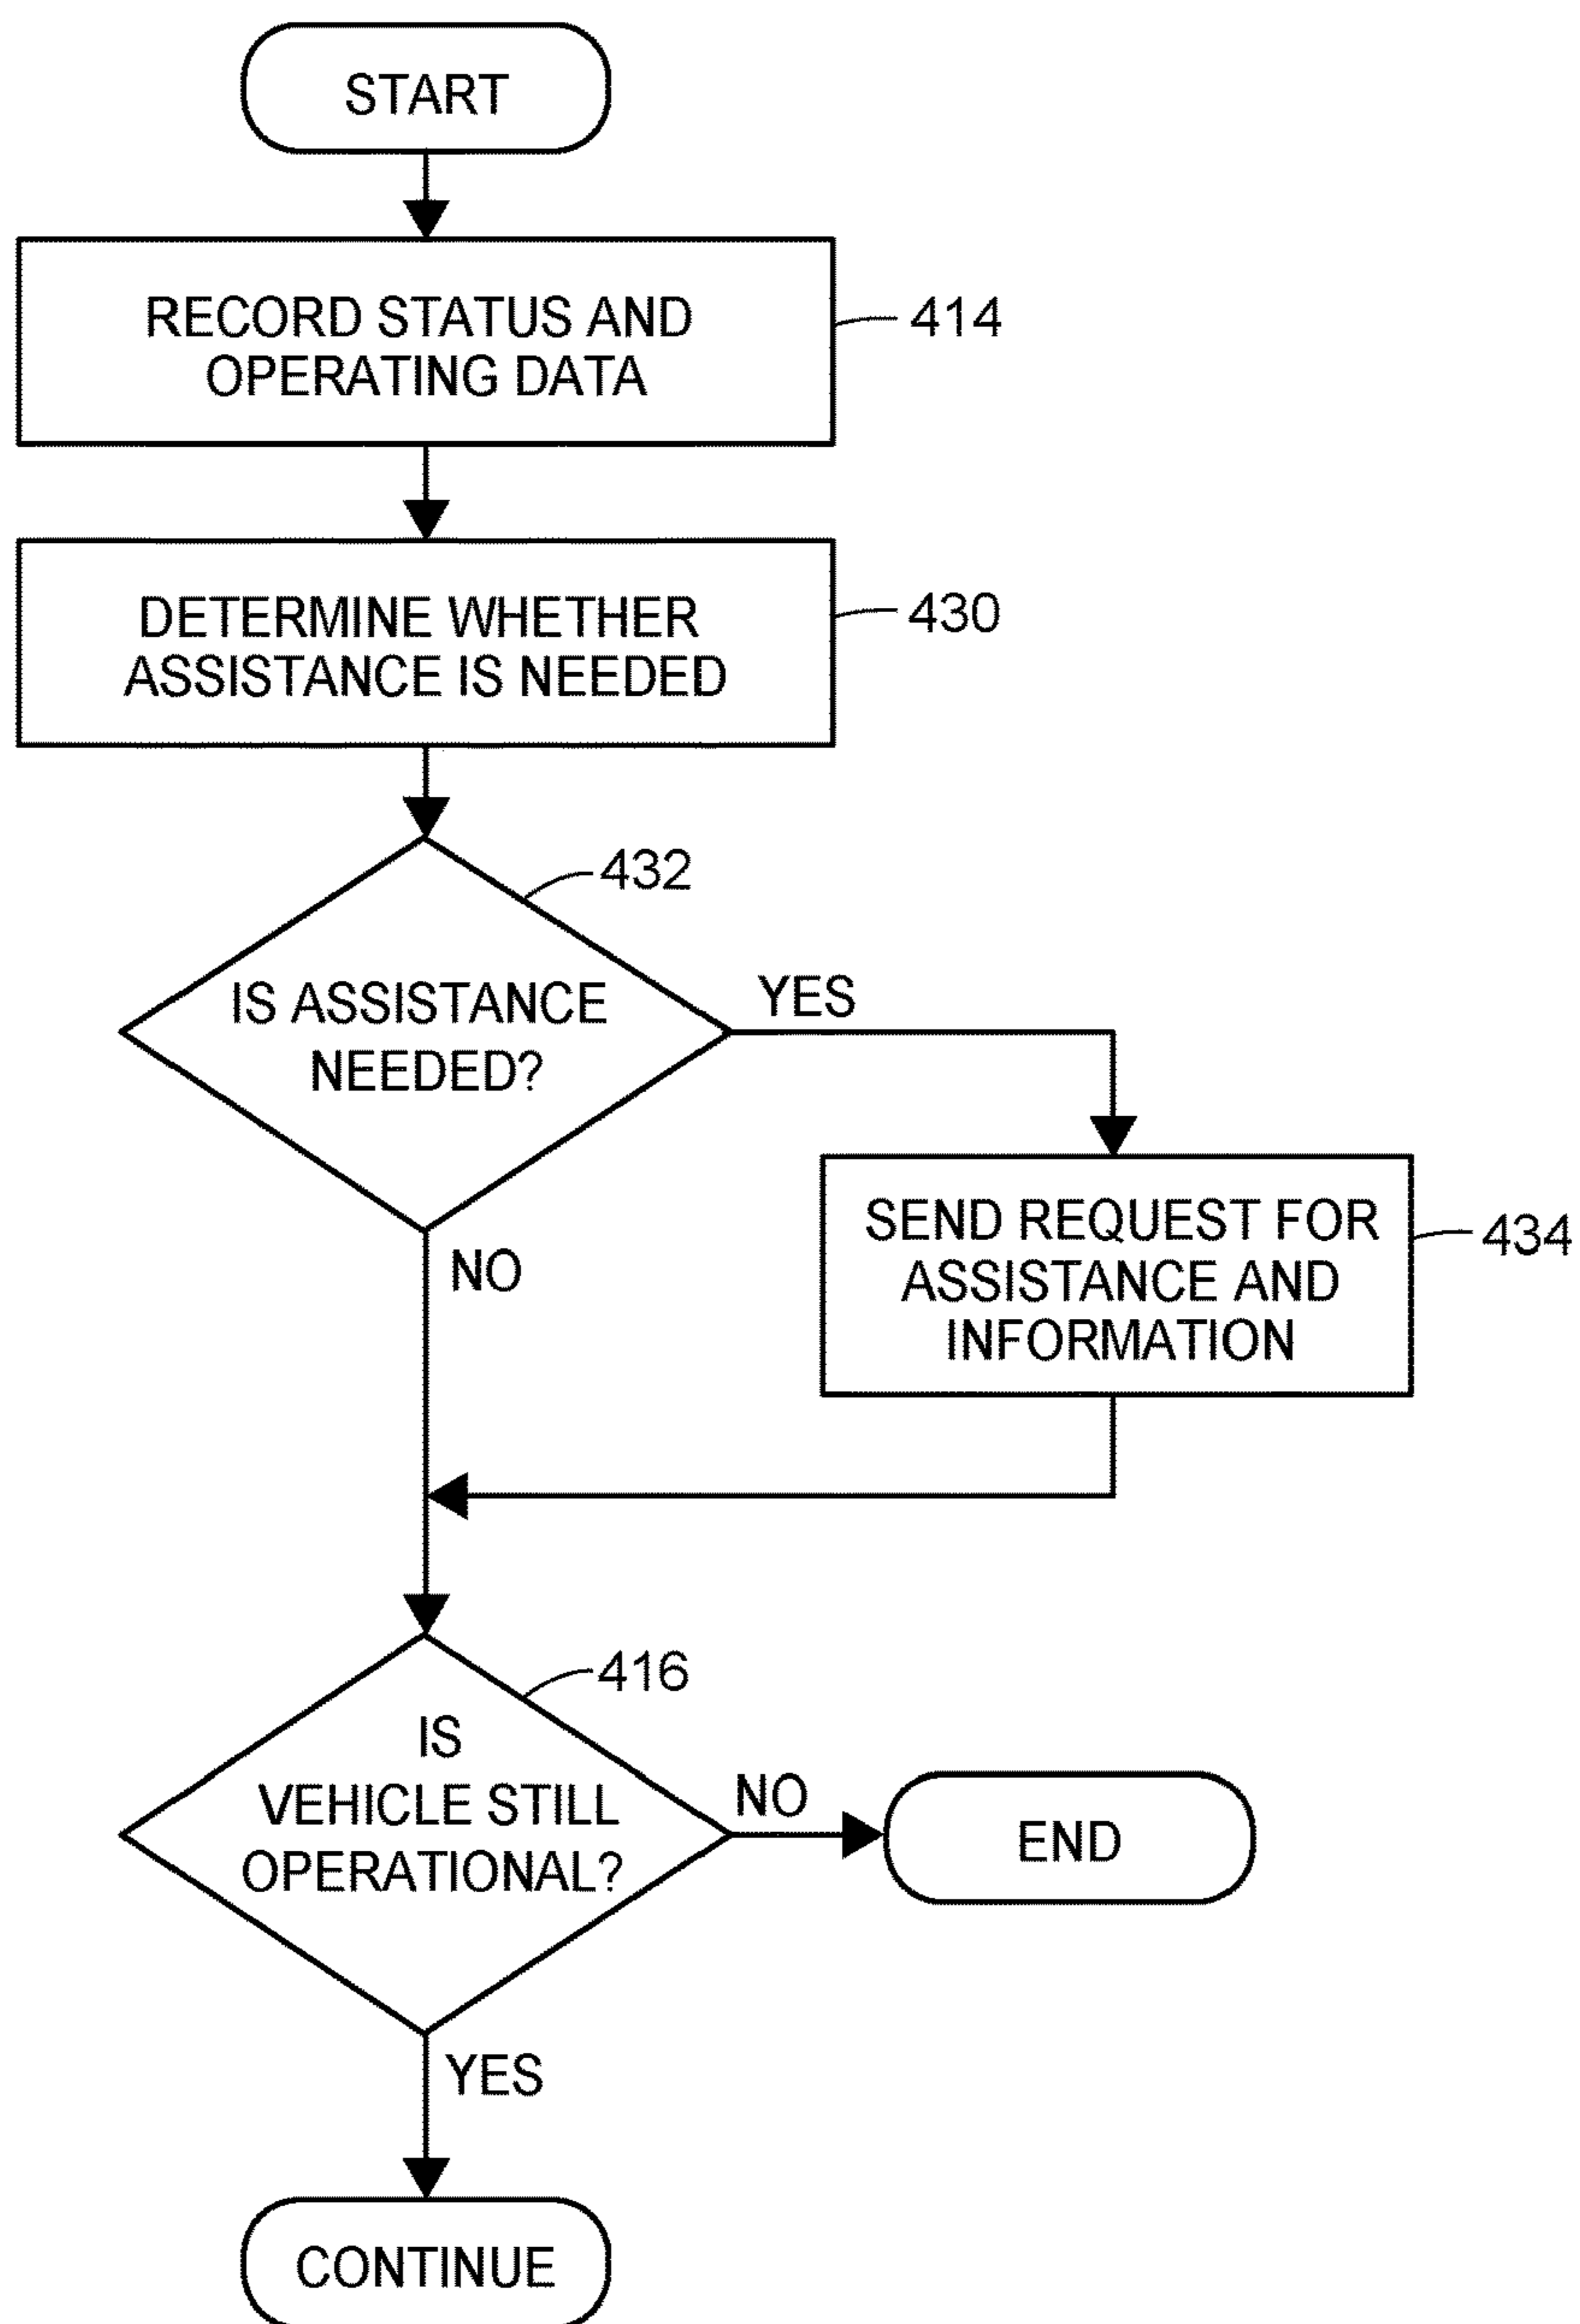 START
RECORD STATUS AND
OPERATING DATA
414
DETERMINE WHETHER
ASSISTANCE IS NEEDED
430
432
IS ASSISTANCE
NEEDED?
YES
NO
SEND REQUEST FOR
ASSISTANCE AND
INFORMATION
434
416
IS
VEHICLE STILL
OPERATIONAL?
NO
END
YES
CONTINUE